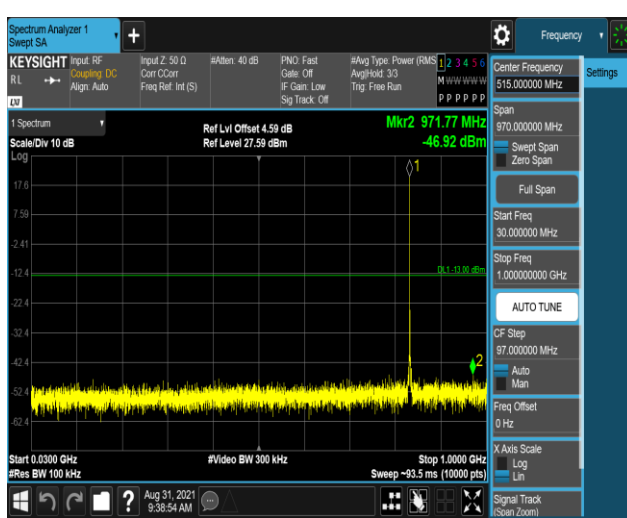 Spectrum Analyzer 1
Swept SA
Frequency
KEYSIGHT
RL
LXI
Input: RF
Coupling: DC
Align: Auto
Input Z: 50 Ω
Corr CCorr
Freq Ref: Int (S)
#Atten: 40 dB
PNO: Fast
Gate: Off
IF Gain: Low
Sig Track: Off
#Avg Type: Power (RMS
Avg|Hold: 3/3
Trig: Free Run
1 2 3 4 5 6
M W W W W W
P P P P P P
Center Frequency
515.000000 MHz
Settings
Span
970.000000 MHz
Swept Span
Zero Span
Full Span
Start Freq
30.000000 MHz
Stop Freq
1.000000000 GHz
AUTO TUNE
CF Step
97.000000 MHz
Auto
Man
Freq Offset
0 Hz
X Axis Scale
Log
Lin
Signal Track
(Span Zoom)
1 Spectrum
Scale/Div 10 dB
Log
Ref Lvl Offset 4.59 dB
Ref Level 27.59 dBm
Mkr2 971.77 MHz
-46.92 dBm
1
17.6
7.59
-2.41
-12.4
DL1 -13.00 dBm
-22.4
-32.4
-42.4
2
-52.4
-62.4
Start 0.0300 GHz
#Video BW 300 kHz
Stop 1.0000 GHz
#Res BW 100 kHz
Sweep ~93.5 ms (10000 pts)
?
Aug 31, 2021
9:38:54 AM